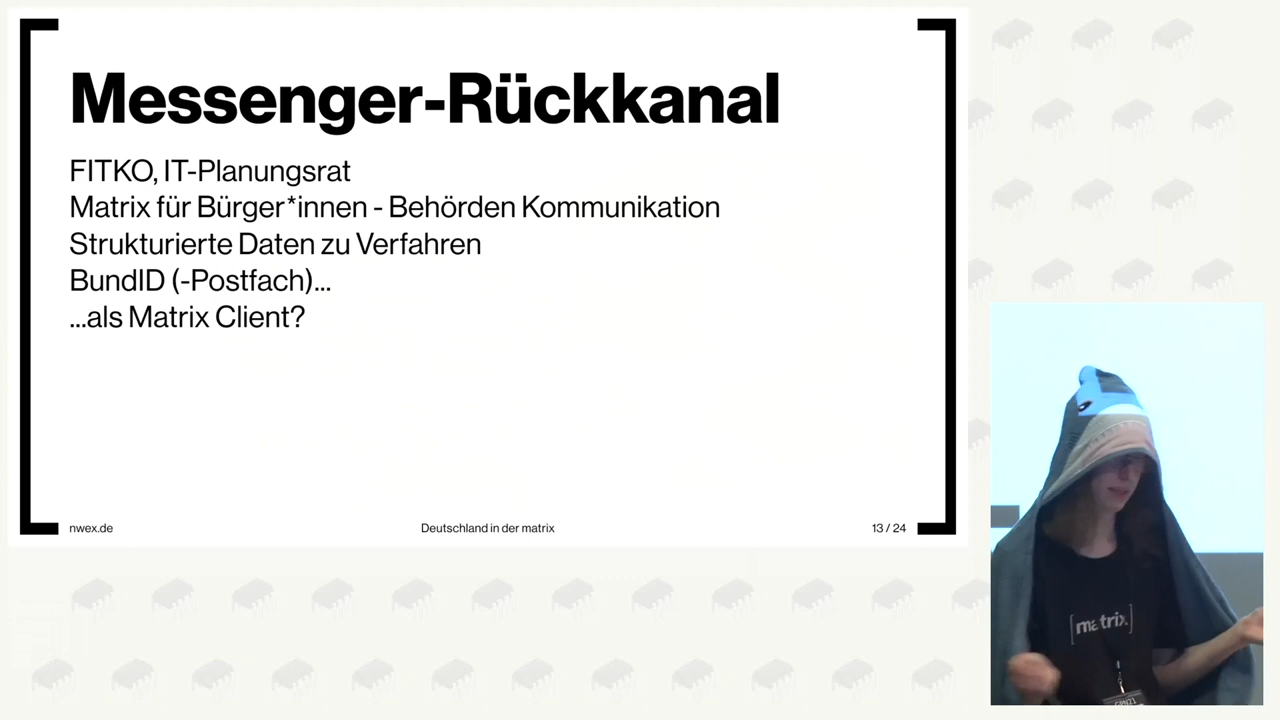 Messenger-Rückkanal
FITKO, IT-Planungsrat
Matrix für Bürger*innen - Behörden Kommunikation
Strukturierte Daten zu Verfahren
BundID (-Postfach)...
...als Matrix Client?
nwex.de
Deutschland in der matrix
13 / 24
[matrix]
GPN21